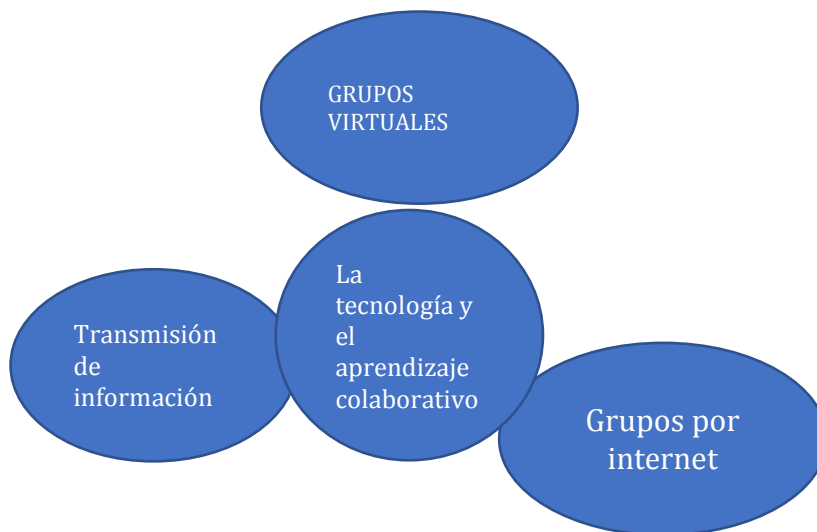 GRUPOS
VIRTUALES
La
tecnología y
el
aprendizaje
colaborativo
Transmisión
de
información
Grupos por
internet